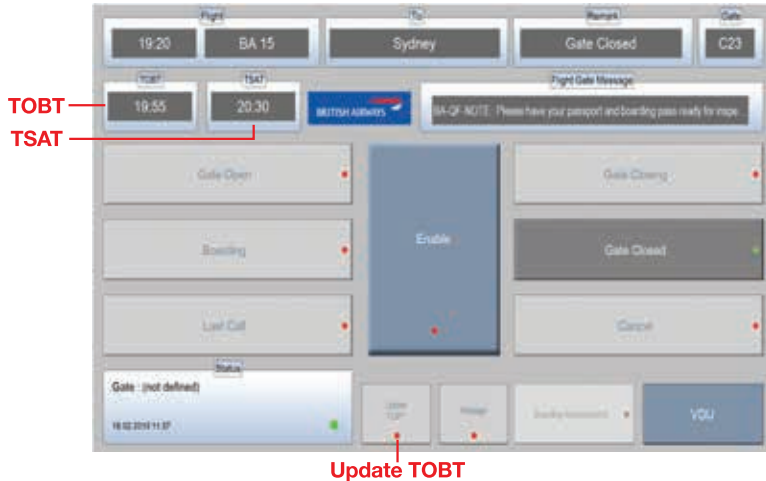 Flight
To
Remark
Gate
19:20 BA 15 Sydney Gate Closed C23
TOBT TSAT Flight Gate Message
TOBT 19:55 20:30 BRITISH AIRWAYS BA-QF-NOTE: Please have your passport and boarding pass ready for inspe
TSAT
Gate Open Gate Closing
Enable
Boarding Gate Closed
Last Call Cancel
Status
Gate : (not defined)
Update TOBT VDU
Update TOBT